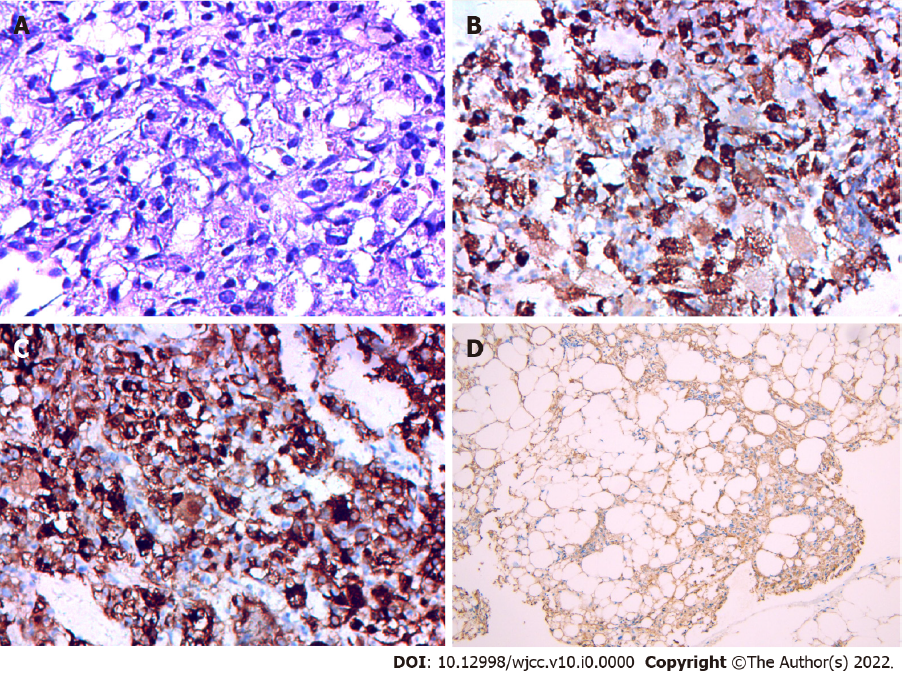 A
B
C
D
DOI: 10.12998/wjcc.v10.i0.0000 Copyright ©The Author(s) 2022.